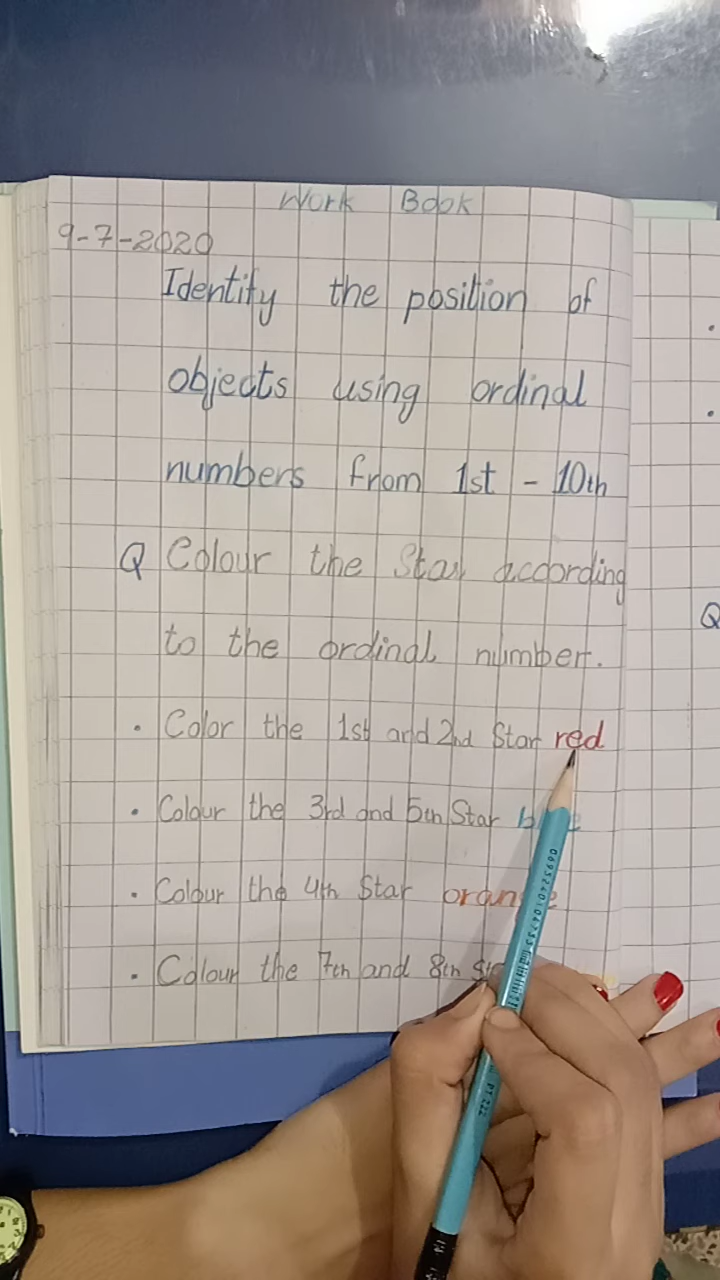 Work Book
9-7-2020
Identify the position of
objects using ordinal
numbers from 1st - 10th
Q Colour the Star according
to the ordinal number.
• Color the 1st and 2nd Star red
• Colour the 3rd and 5th Star
• Colour the 4th Star
• Colour the 7th and 8th
Q